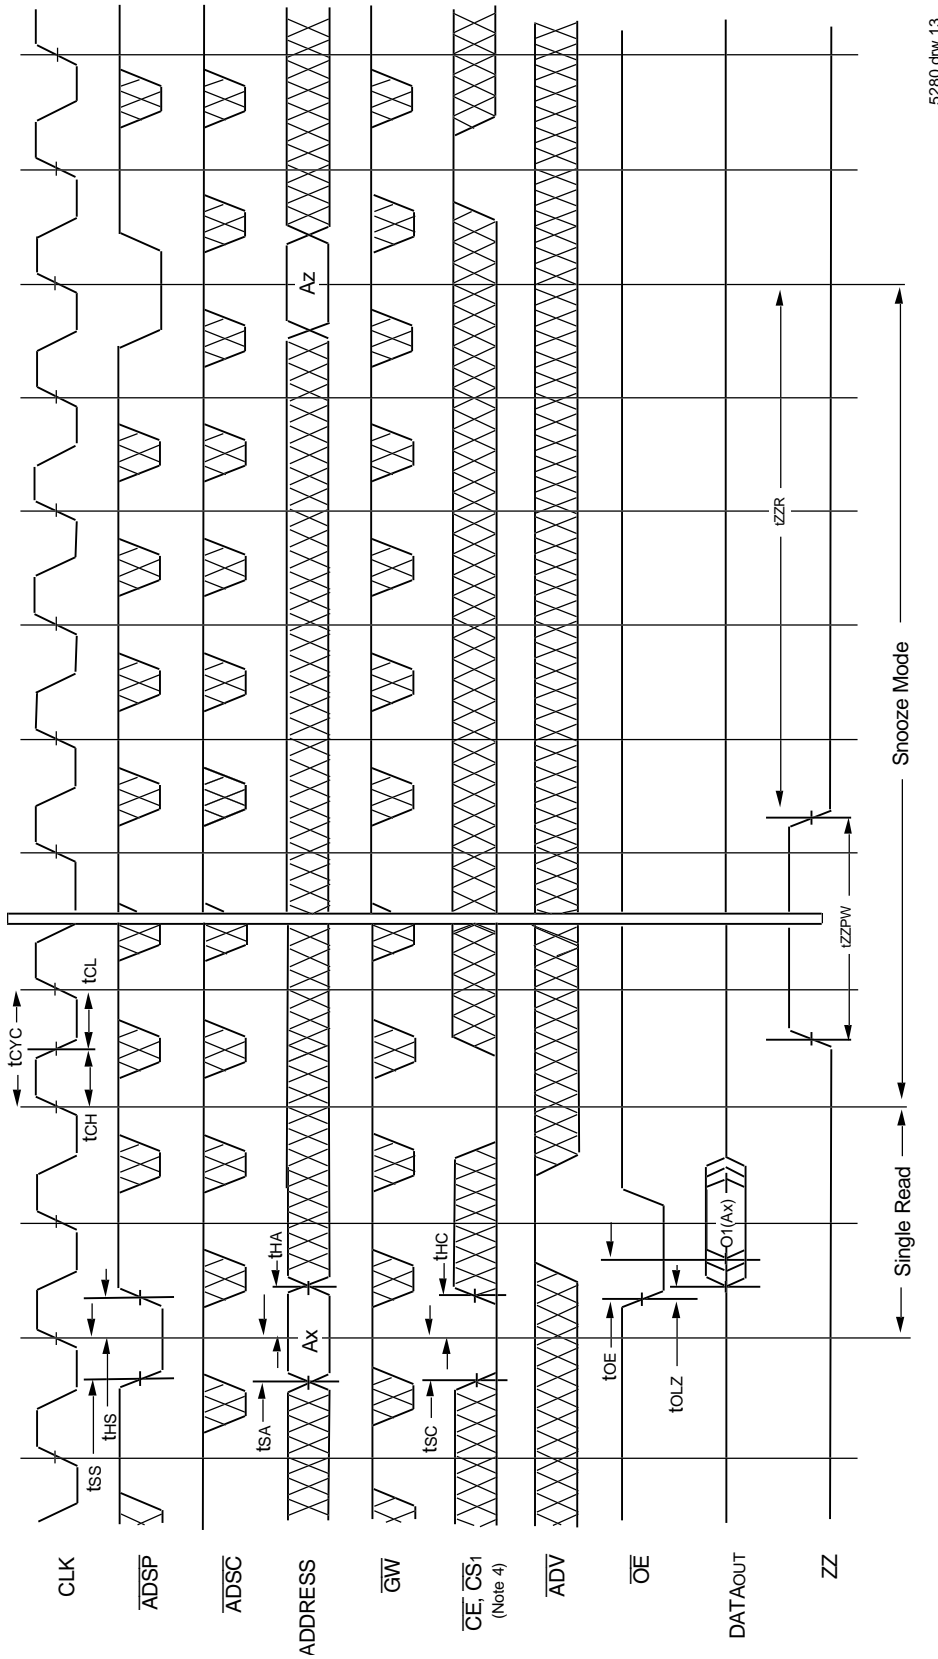 tCYC
tCH
tCL
tSS
tHS
tSA
tHA
tSC
tHC
tOE
tOLZ
tZZPW
tZZR
CLK
ADSP
ADSC
ADDRESS
Ax
Az
GW
CE, CS1
(Note 4)
ADV
OE
DATAOUT
O1(Ax)
ZZ
Single Read
Snooze Mode
5280 drw 13